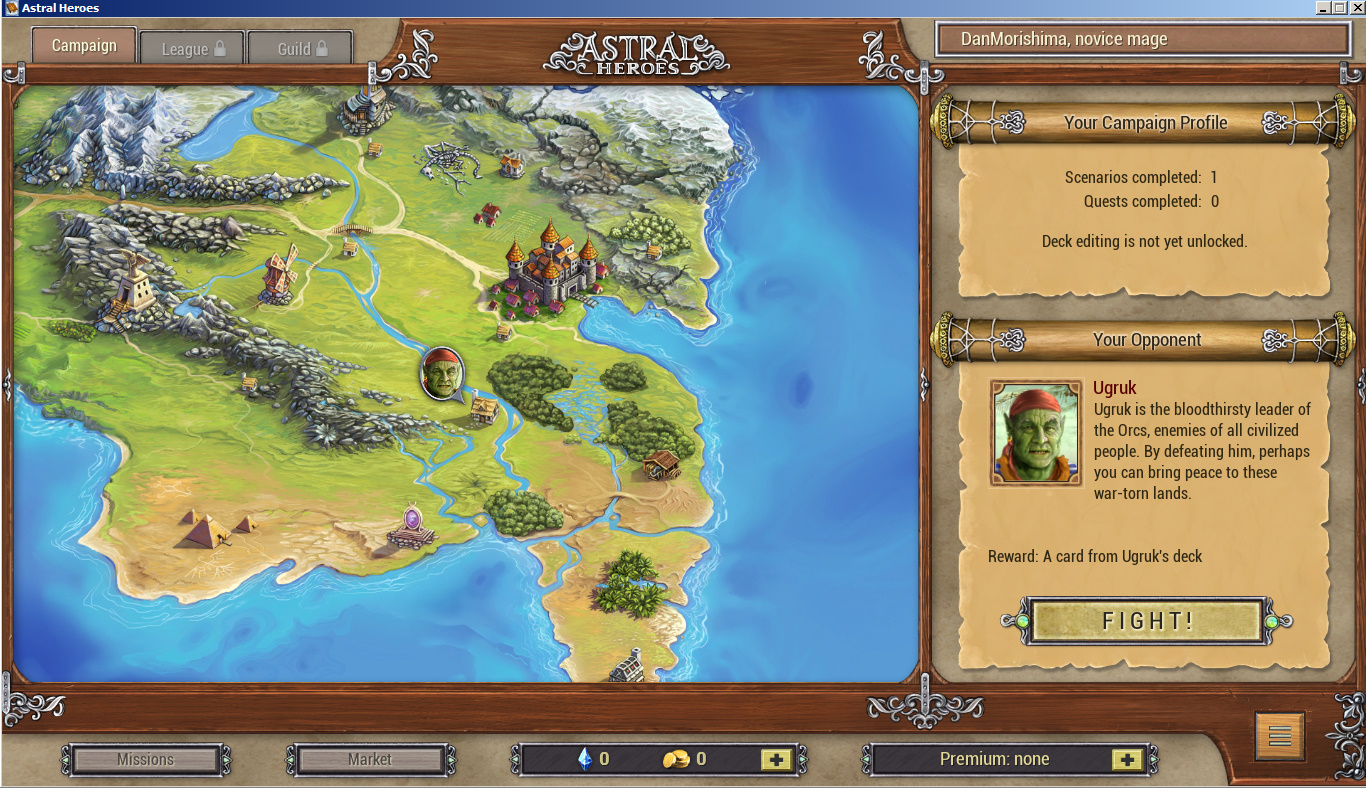 Astral Heroes
Campaign
League
Guild
ASTRAL
HEROES
DanMorishima, novice mage
Your Campaign Profile
Scenarios completed: 1
Quests completed: 0
Deck editing is not yet unlocked.
Your Opponent
Ugruk
Ugruk is the bloodthirsty leader of
the Orcs, enemies of all civilized
people. By defeating him, perhaps
you can bring peace to these
war-torn lands.
Reward: A card from Ugruk's deck
FIGHT!
Missions
Market
0
0
Premium: none